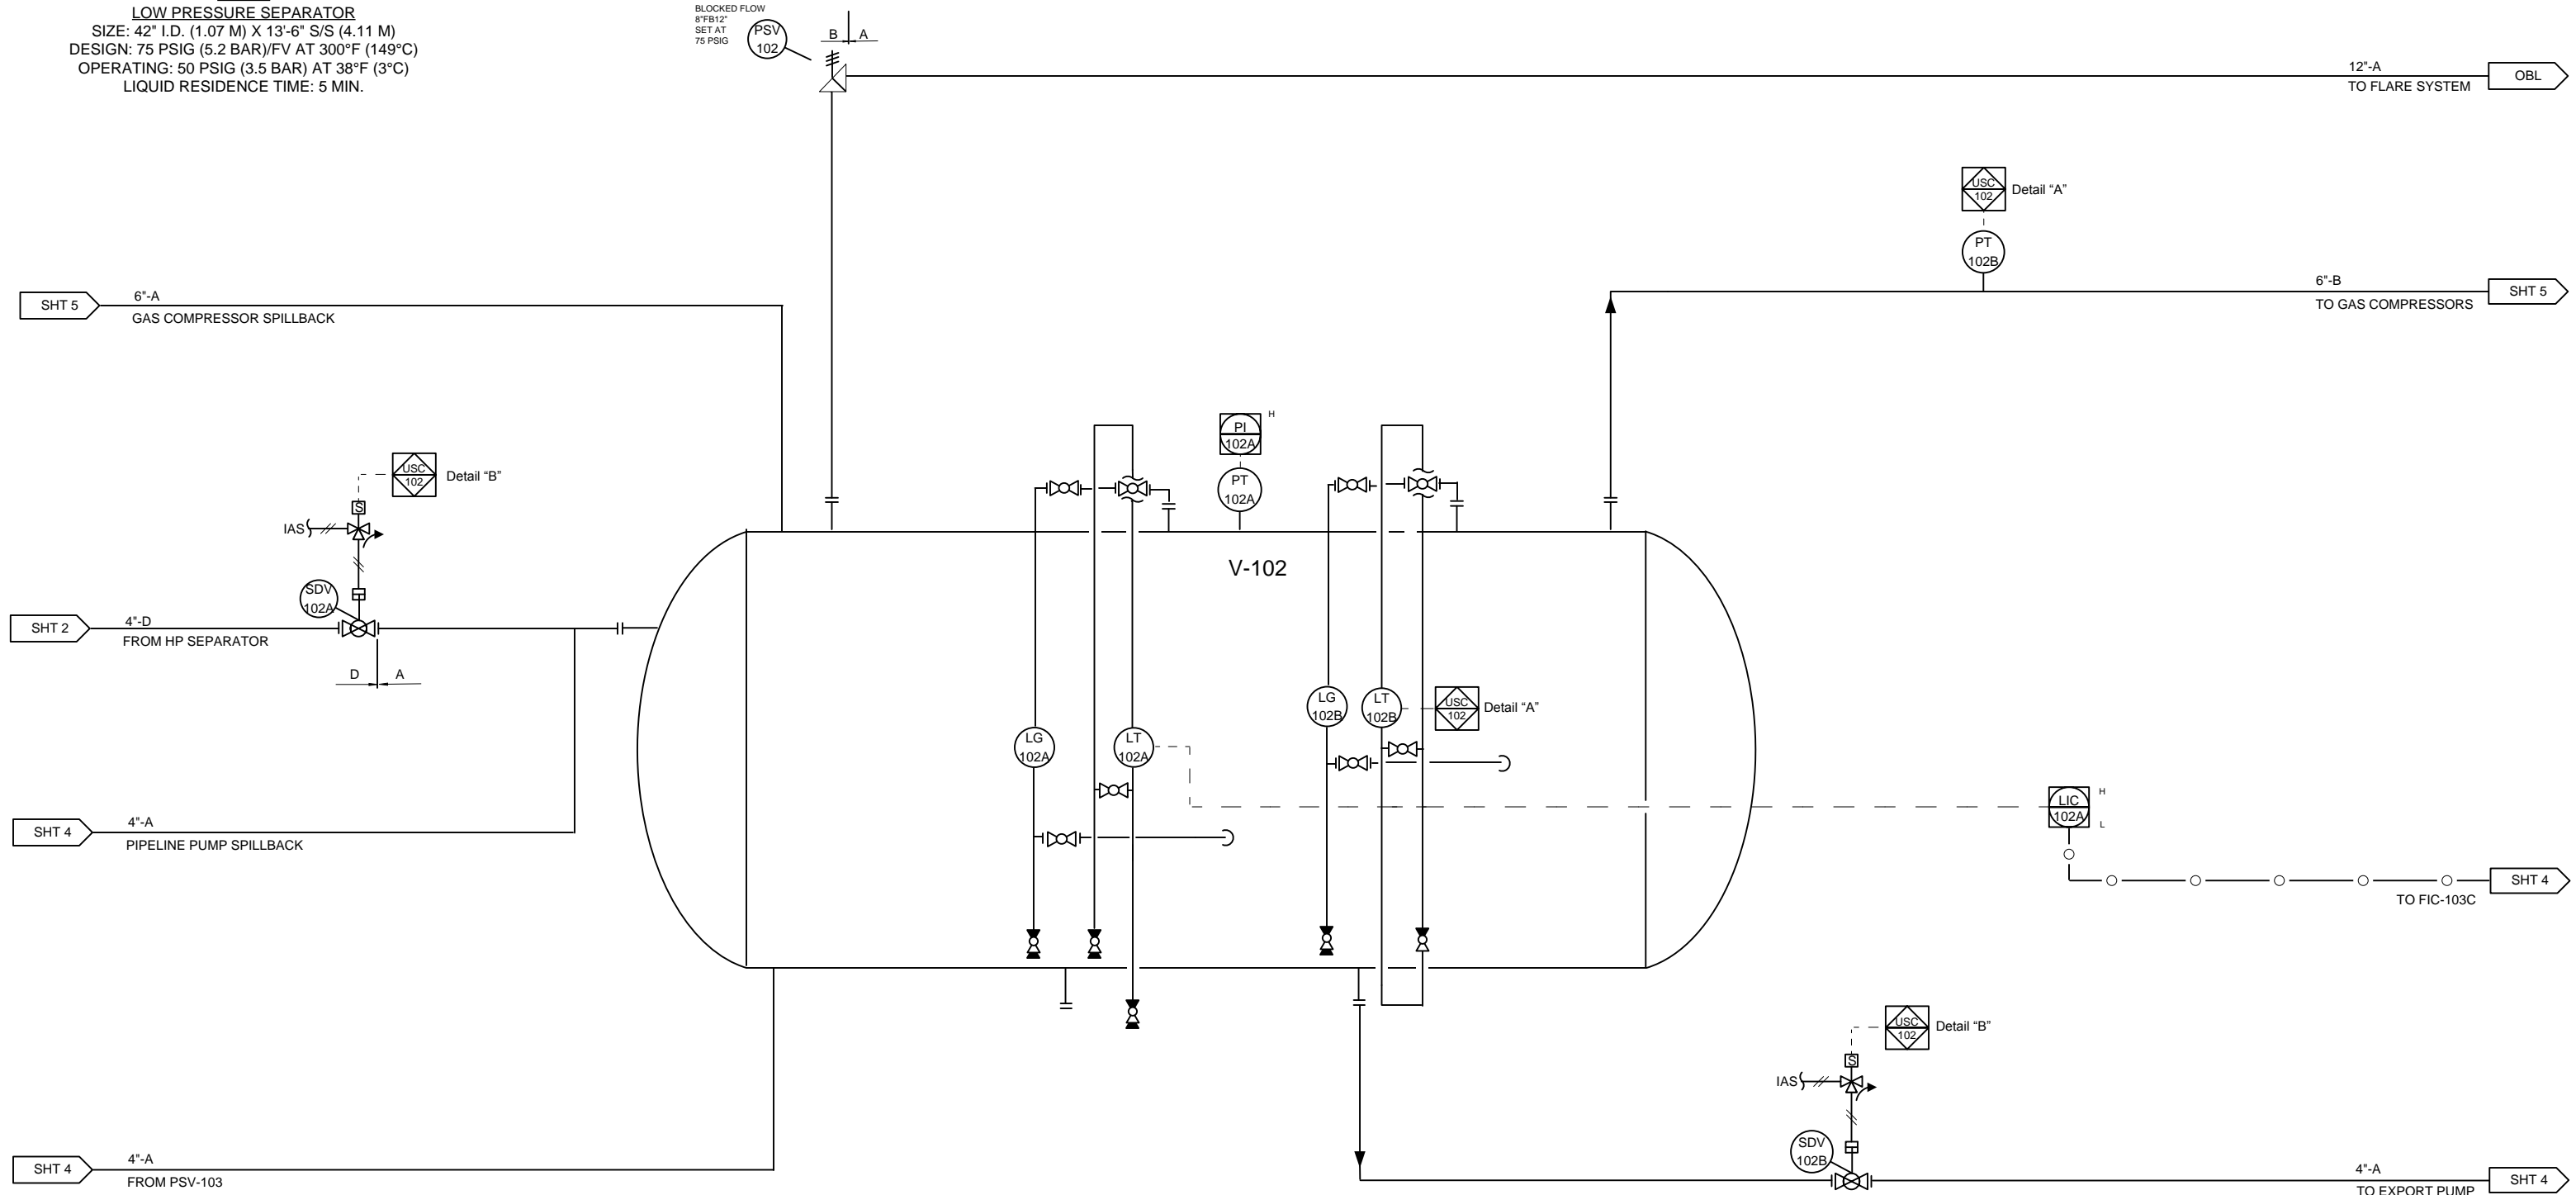 LOW PRESSURE SEPARATOR
SIZE: 42" I.D. (1.07 M) X 13'-6" S/S (4.11 M)
DESIGN: 75 PSIG (5.2 BAR)/FV AT 300°F (149°C)
OPERATING: 50 PSIG (3.5 BAR) AT 38°F (3°C)
LIQUID RESIDENCE TIME: 5 MIN.
BLOCKED FLOW
8"FB12"
SET AT
75 PSIG
PSV
102
B A
12"-A
TO FLARE SYSTEM
OBL
USC
102
Detail “A”
PT
102B
SHT 5
6"-A
GAS COMPRESSOR SPILLBACK
6"-B
TO GAS COMPRESSORS
SHT 5
PI
102A
H
PT
102A
USC
102
Detail “B”
S
IAS
V-102
SDV
102A
SHT 2
4"-D
FROM HP SEPARATOR
D A
LG
102B
LT
102B
USC
102
Detail “A”
LG
102A
LT
102A
LIC
102A
H
L
SHT 4
4"-A
PIPELINE PUMP SPILLBACK
SHT 4
TO FIC-103C
USC
102
Detail “B”
S
IAS
SDV
102B
SHT 4
4"-A
FROM PSV-103
4"-A
TO EXPORT PUMP
SHT 4